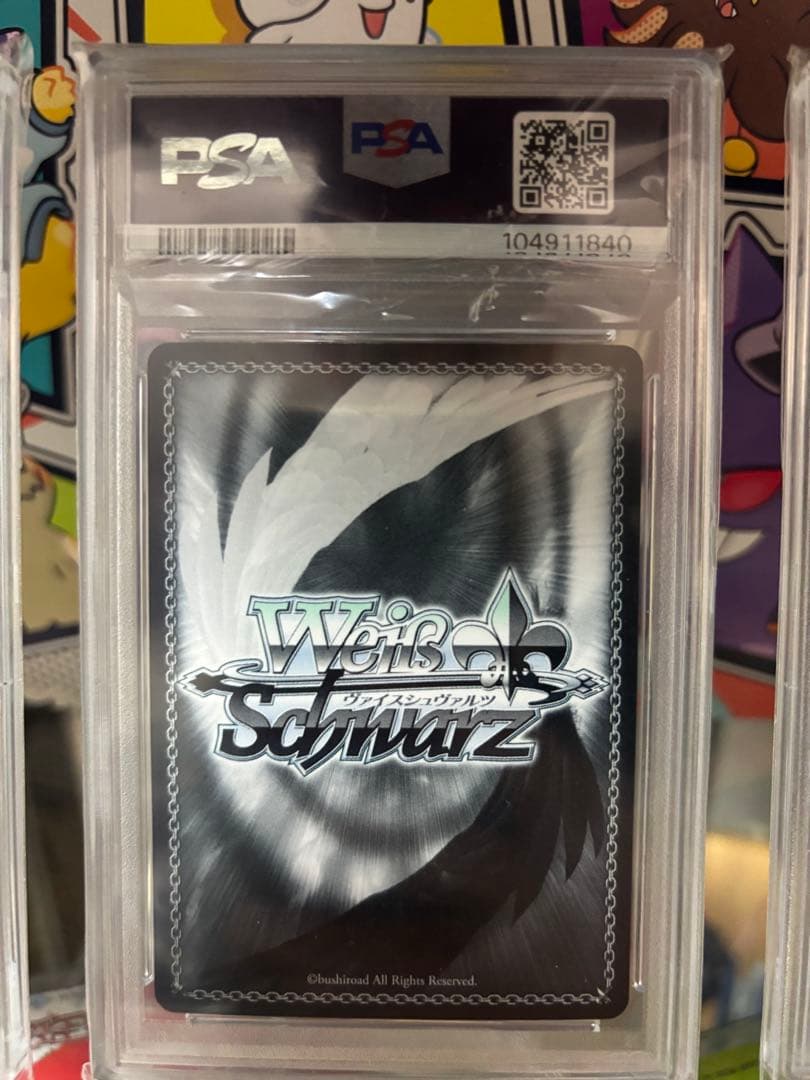 PSA
PSA
104911840
Weiß
ヴァイスシュヴァルツ
Schwarz
©bushiroad All Rights Reserved.